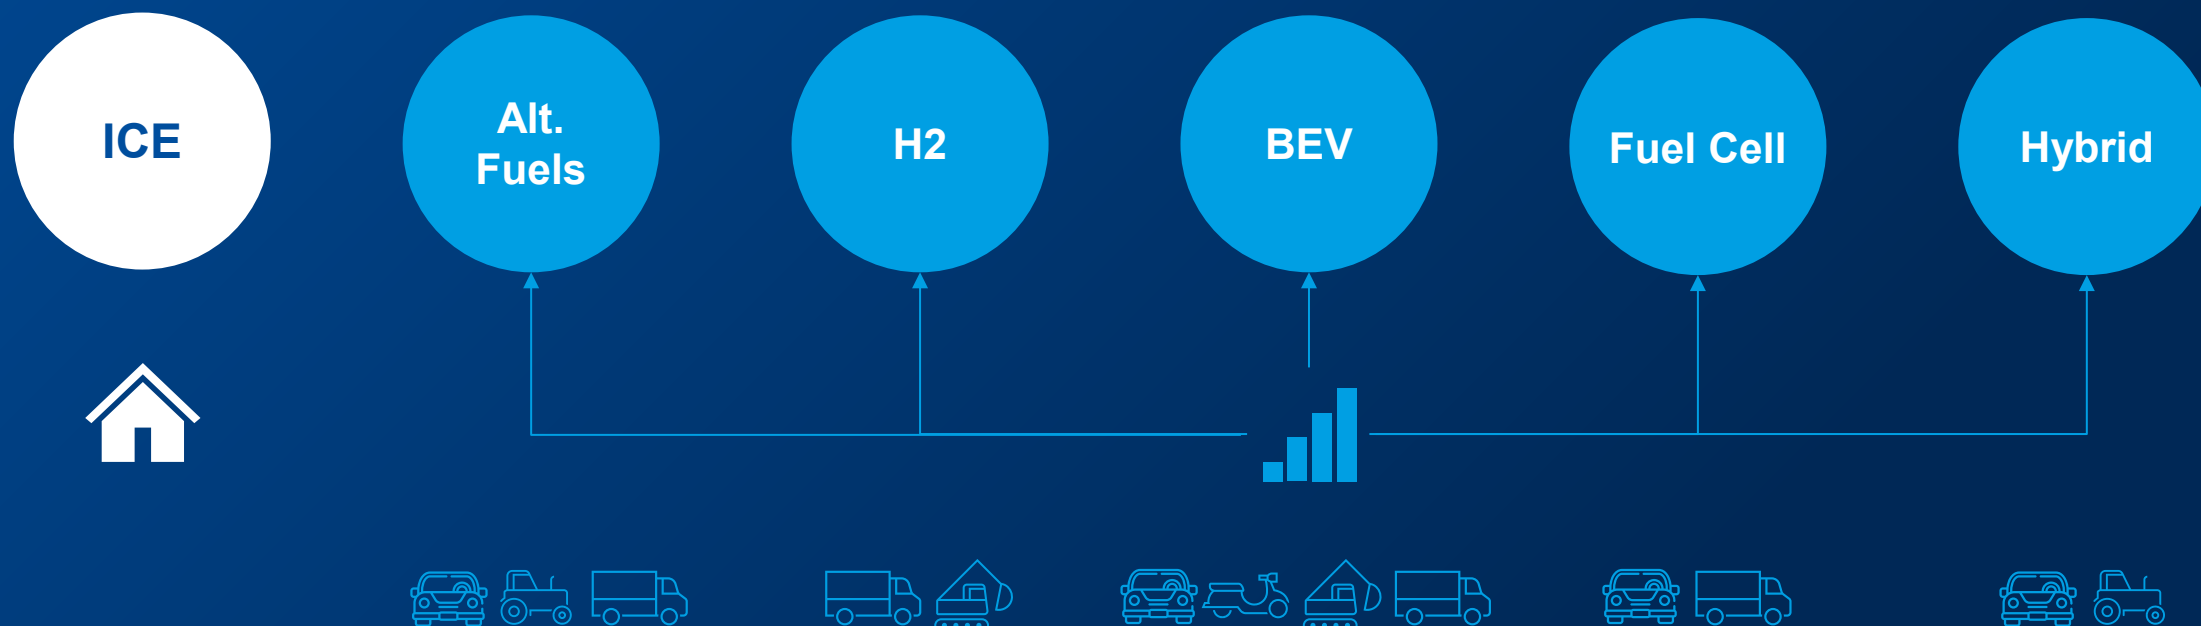 ICE
Alt.
Fuels
H2
BEV
Fuel Cell
Hybrid